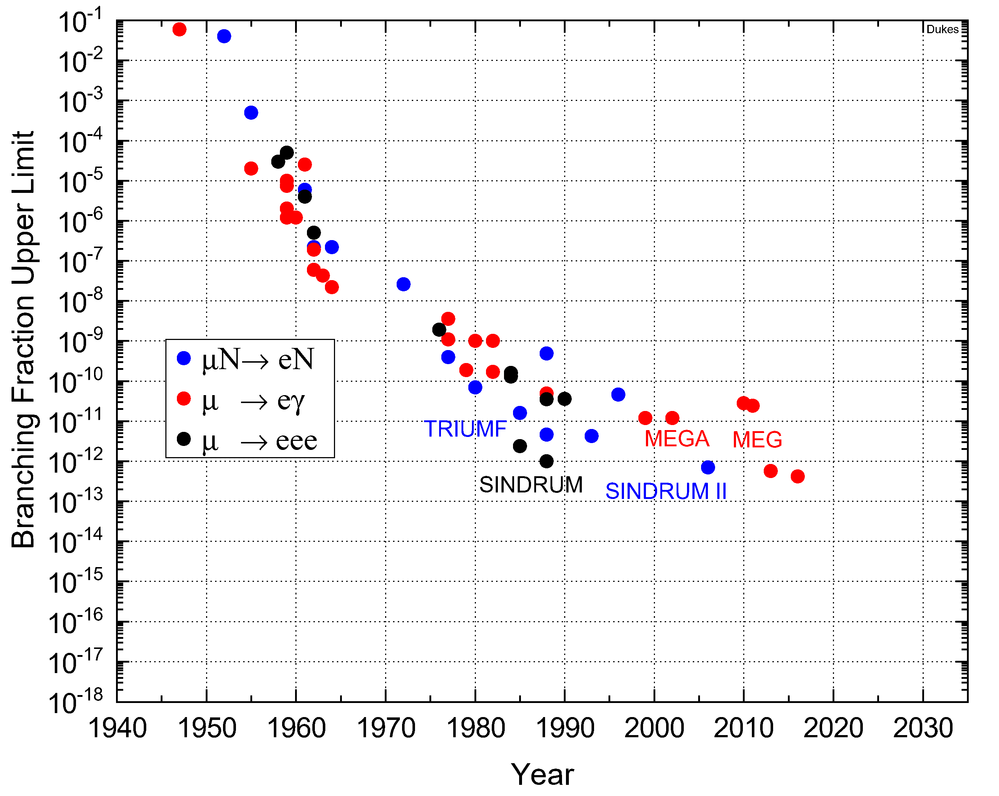 Dukes
Branching Fraction Upper Limit
10⁻¹
10⁻²
10⁻³
10⁻⁴
10⁻⁵
10⁻⁶
10⁻⁷
10⁻⁸
10⁻⁹
10⁻¹⁰
10⁻¹¹
10⁻¹²
10⁻¹³
10⁻¹⁴
10⁻¹⁵
10⁻¹⁶
10⁻¹⁷
10⁻¹⁸
μN→ eN
μ → eγ
μ → eee
TRIUMF
SINDRUM
SINDRUM II
MEGA
MEG
1940 1950 1960 1970 1980 1990 2000 2010 2020 2030
Year